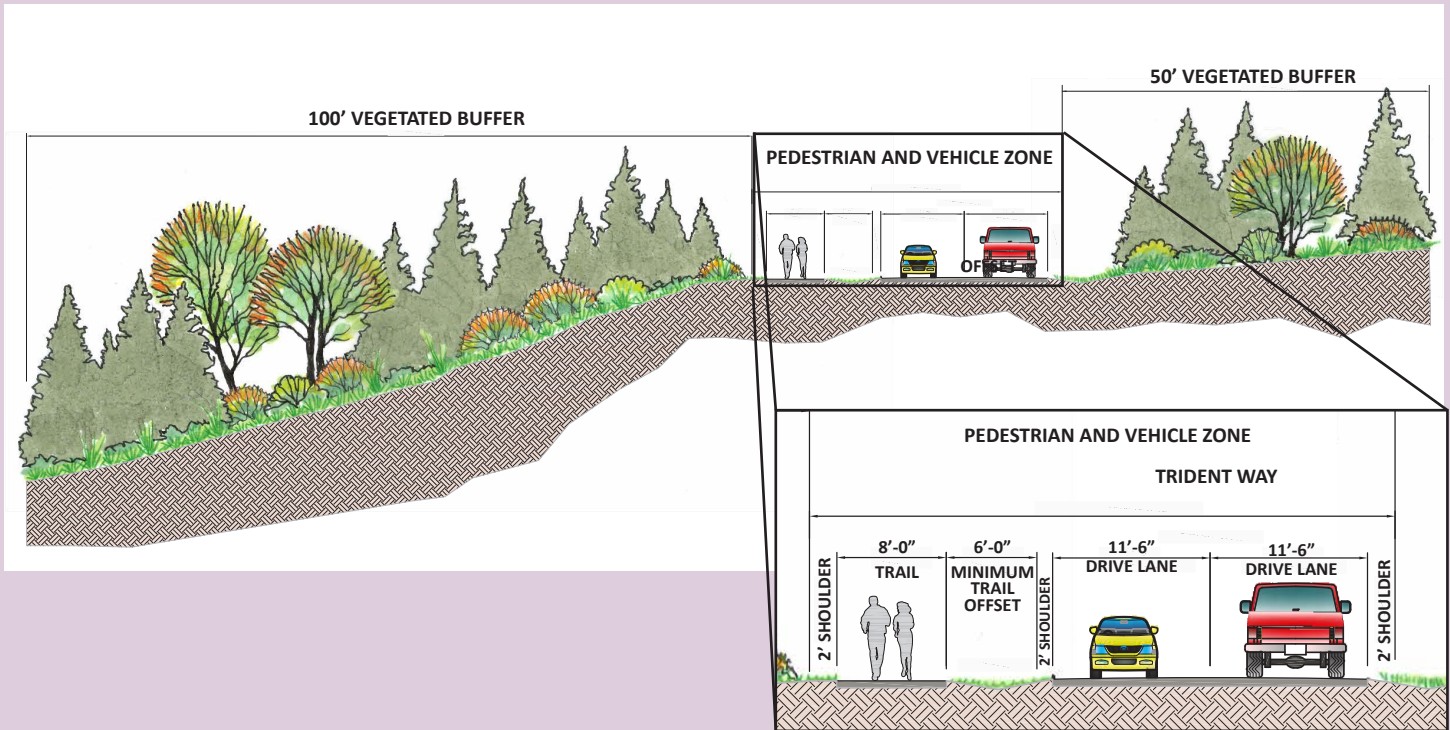 50’ VEGETATED BUFFER
100’ VEGETATED BUFFER
PEDESTRIAN AND VEHICLE ZONE
PEDESTRIAN AND VEHICLE ZONE
TRIDENT WAY
2’ SHOULDER
8’-0”
TRAIL
6’-0”
MINIMUM
TRAIL
OFFSET
2’ SHOULDER
11’-6”
DRIVE LANE
11’-6”
DRIVE LANE
2’ SHOULDER